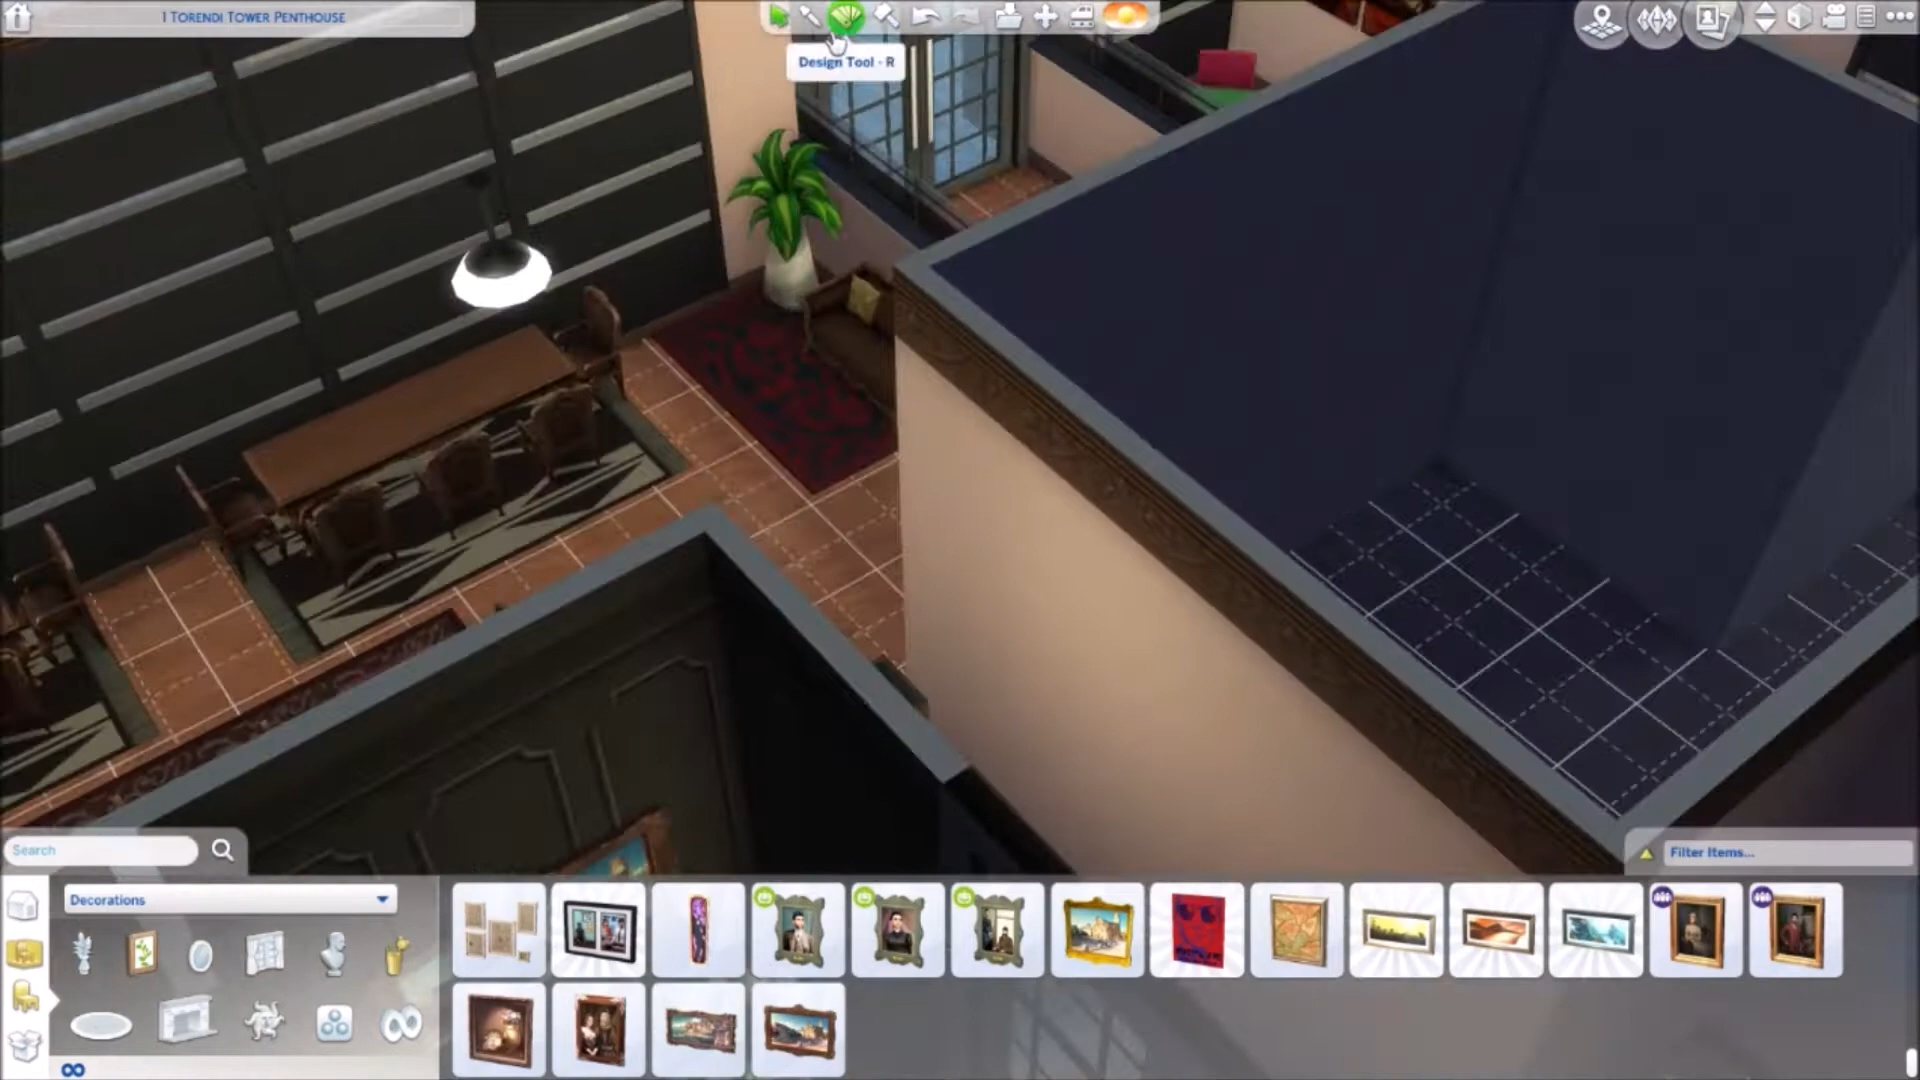 1 Torendi Tower Penthouse
Design Tool - R
Search
Filter Items...
Decorations